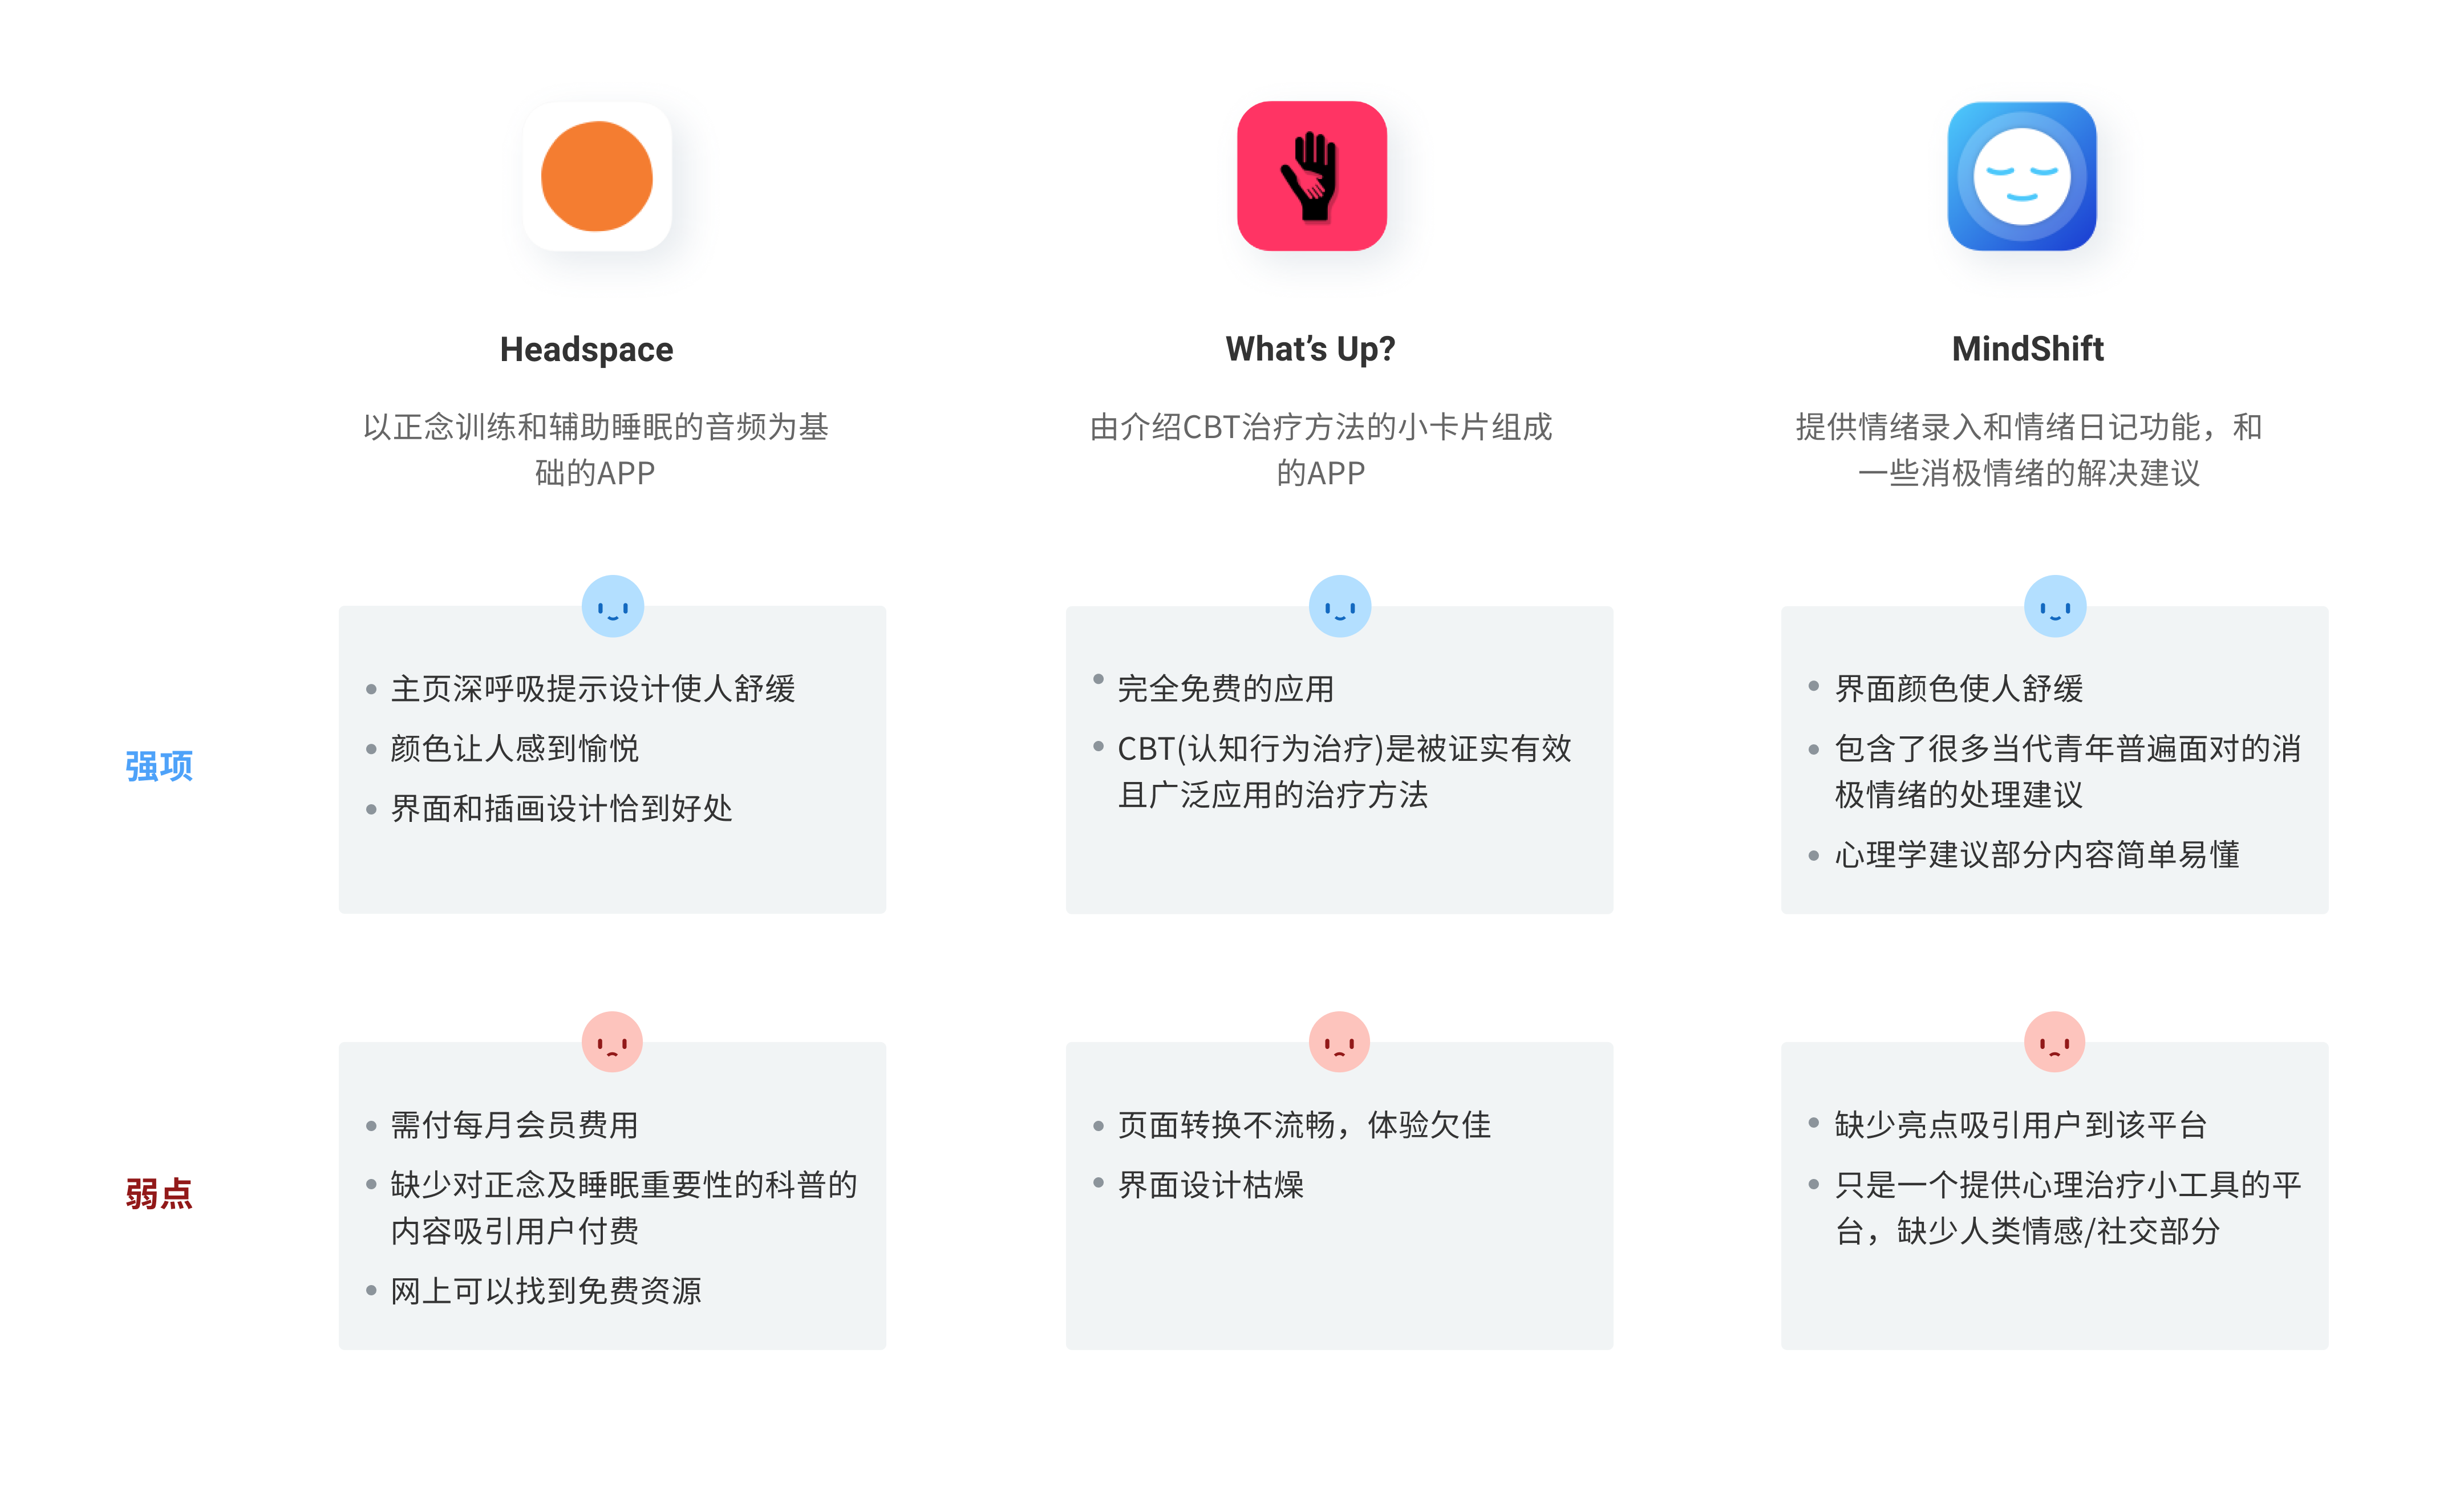 Headspace
以正念训练和辅助睡眠的音频为基
础的APP
What’s Up?
由介绍CBT治疗方法的小卡片组成
的APP
MindShift
提供情绪录入和情绪日记功能，和
一些消极情绪的解决建议
强项
主页深呼吸提示设计使人舒缓
颜色让人感到愉悦
界面和插画设计恰到好处
完全免费的应用
CBT(认知行为治疗)是被证实有效
且广泛应用的治疗方法
界面颜色使人舒缓
包含了很多当代青年普遍面对的消
极情绪的处理建议
心理学建议部分内容简单易懂
弱点
需付每月会员费用
缺少对正念及睡眠重要性的科普的
内容吸引用户付费
网上可以找到免费资源
页面转换不流畅，体验欠佳
界面设计枯燥
缺少亮点吸引用户到该平台
只是一个提供心理治疗小工具的平
台，缺少人类情感/社交部分